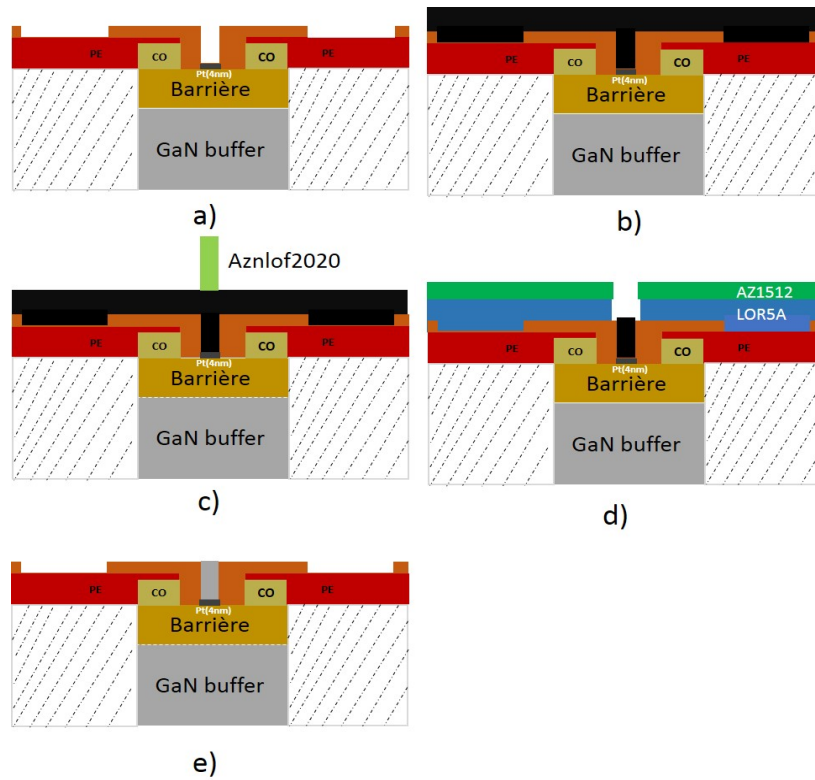 PE CO CO PE
Pt(4nm)
Barrière
GaN buffer
a)
PE CO CO PE
Pt(4nm)
Barrière
GaN buffer
b)
Aznlof2020
PE CO CO PE
Pt(4nm)
Barrière
GaN buffer
c)
AZ1512
LOR5A
PE CO CO PE
Pt(4nm)
Barrière
GaN buffer
d)
PE CO CO PE
Pt(4nm)
Barrière
GaN buffer
e)